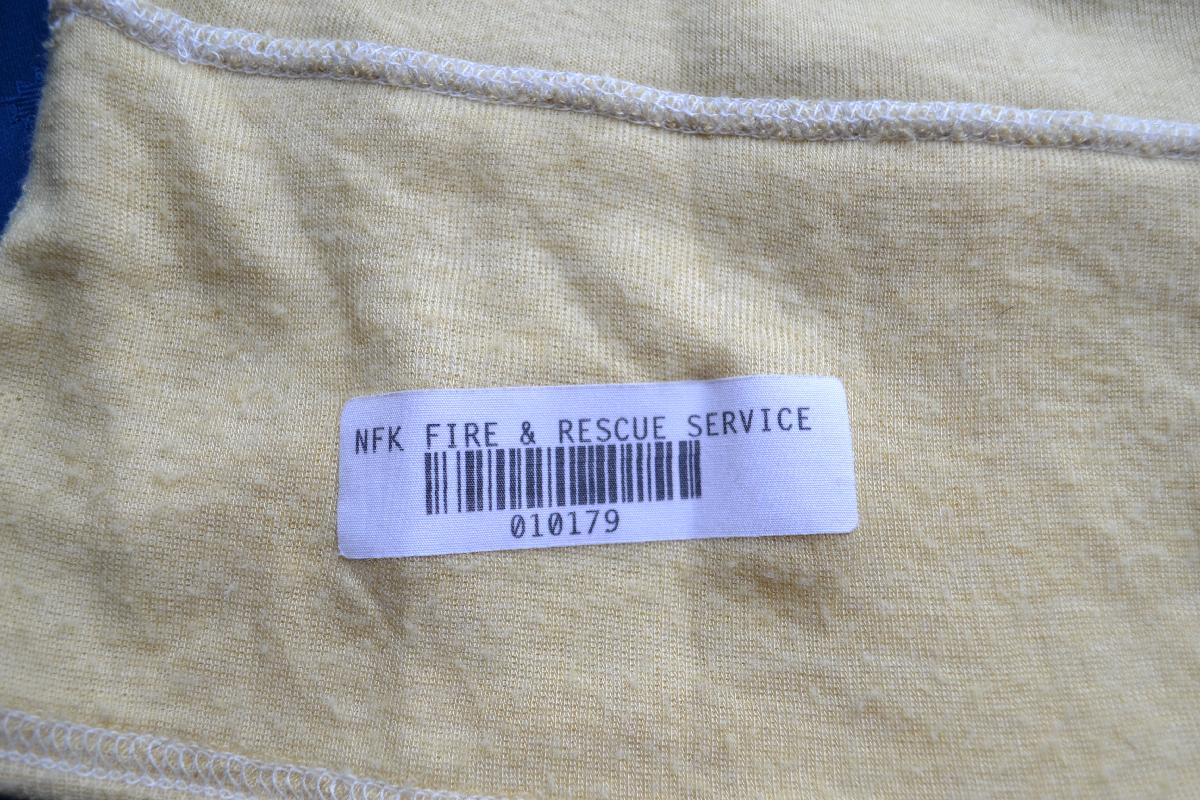 NFK FIRE & RESCUE SERVICE
010179